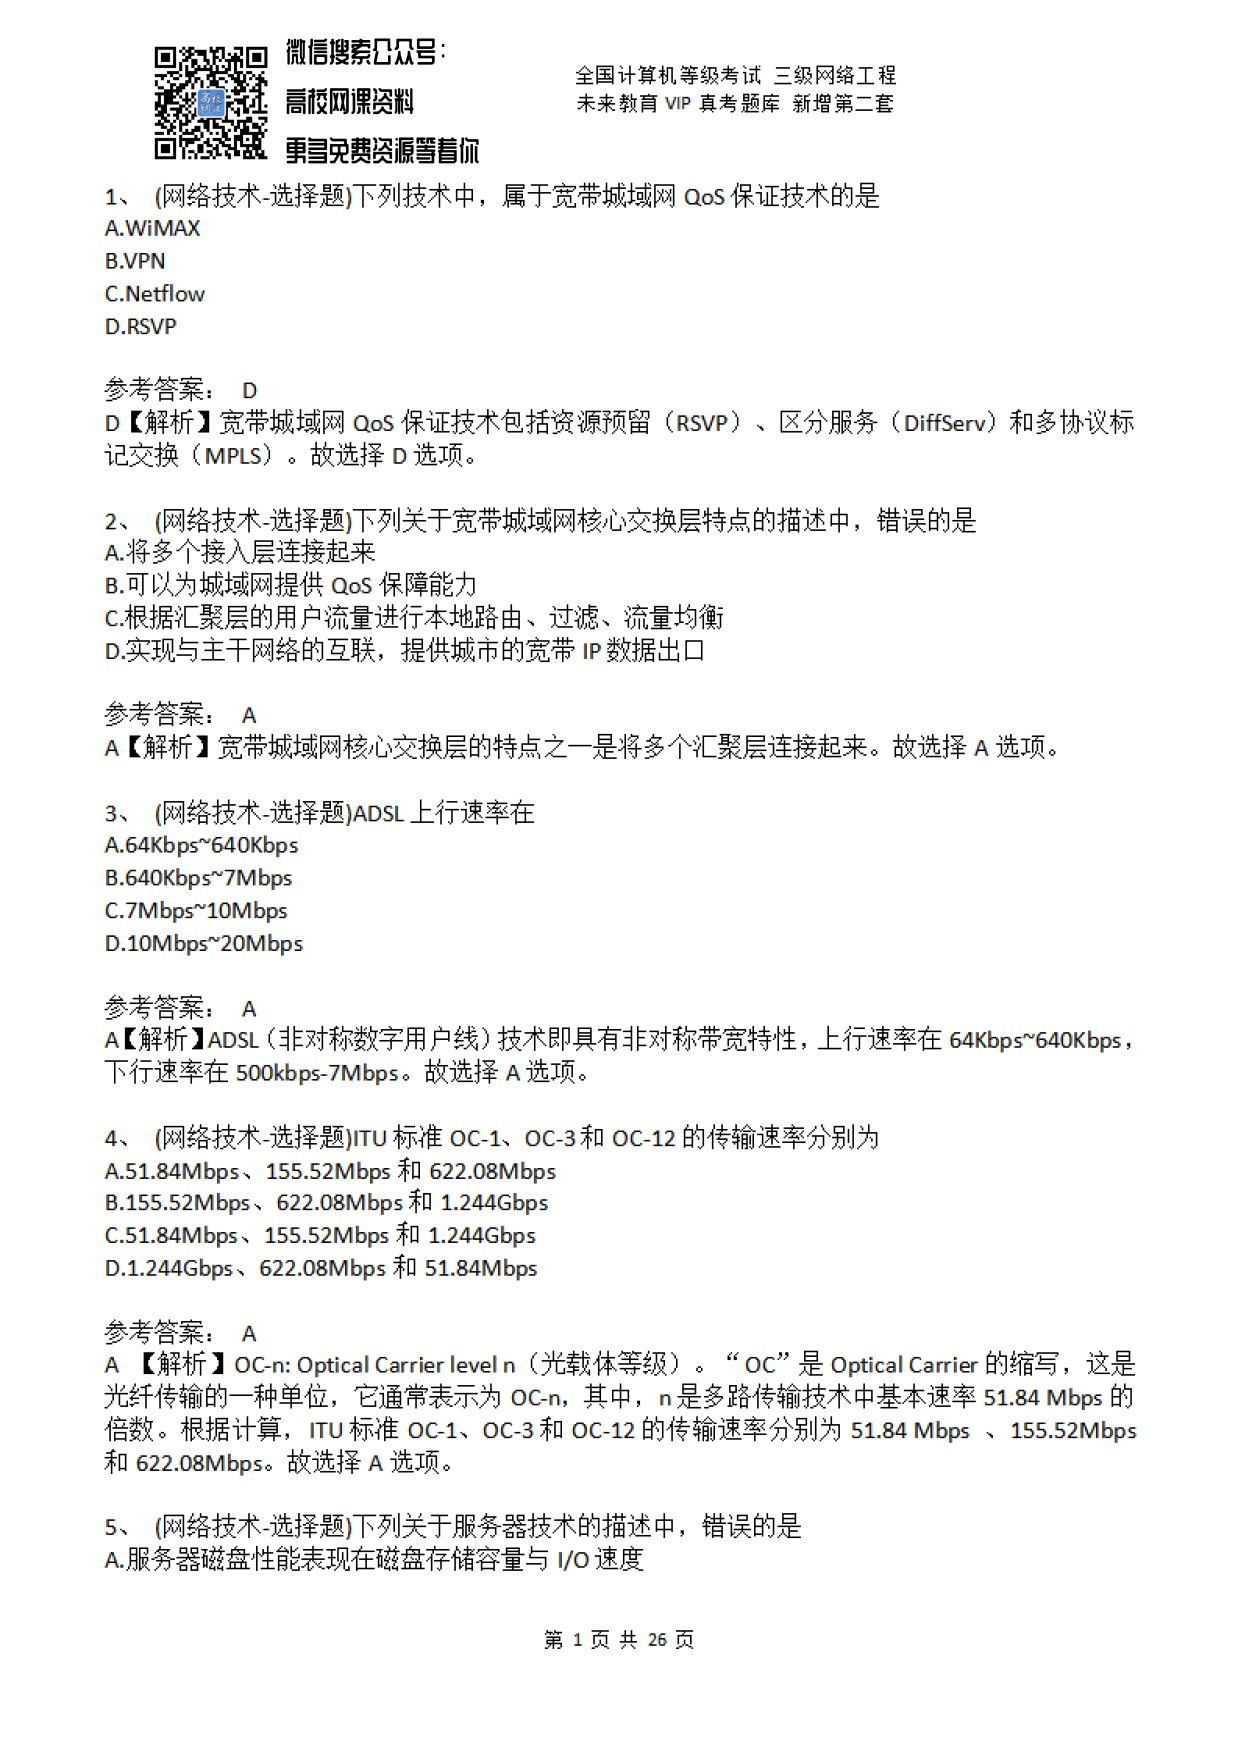 微信搜索公众号：
高校网课资料
更多免费资源等着你
高校
网课
全国计算机等级考试 三级网络工程
未来教育 VIP 真考题库 新增第二套
1、 (网络技术-选择题)下列技术中，属于宽带城域网 QoS 保证技术的是
A.WiMAX
B.VPN
C.Netflow
D.RSVP
参考答案： D
D【解析】宽带城域网 QoS 保证技术包括资源预留（RSVP）、区分服务（DiffServ）和多协议标
记交换（MPLS）。故选择 D 选项。
2、 (网络技术-选择题)下列关于宽带城域网核心交换层特点的描述中，错误的是
A.将多个接入层连接起来
B.可以为城域网提供 QoS 保障能力
C.根据汇聚层的用户流量进行本地路由、过滤、流量均衡
D.实现与主干网络的互联，提供城市的宽带 IP 数据出口
参考答案： A
A【解析】宽带城域网核心交换层的特点之一是将多个汇聚层连接起来。故选择 A 选项。
3、 (网络技术-选择题)ADSL 上行速率在
A.64Kbps~640Kbps
B.640Kbps~7Mbps
C.7Mbps~10Mbps
D.10Mbps~20Mbps
参考答案： A
A【解析】ADSL（非对称数字用户线）技术即具有非对称带宽特性，上行速率在 64Kbps~640Kbps，
下行速率在 500kbps-7Mbps。故选择 A 选项。
4、 (网络技术-选择题)ITU 标准 OC-1、OC-3 和 OC-12 的传输速率分别为
A.51.84Mbps、155.52Mbps 和 622.08Mbps
B.155.52Mbps、622.08Mbps 和 1.244Gbps
C.51.84Mbps、155.52Mbps 和 1.244Gbps
D.1.244Gbps、622.08Mbps 和 51.84Mbps
参考答案： A
A 【解析】OC-n: Optical Carrier level n（光载体等级）。“OC”是 Optical Carrier 的缩写，这是
光纤传输的一种单位，它通常表示为 OC-n，其中，n 是多路传输技术中基本速率 51.84 Mbps 的
倍数。根据计算，ITU 标准 OC-1、OC-3 和 OC-12 的传输速率分别为 51.84 Mbps 、155.52Mbps
和 622.08Mbps。故选择 A 选项。
5、 (网络技术-选择题)下列关于服务器技术的描述中，错误的是
A.服务器磁盘性能表现在磁盘存储容量与 I/O 速度
第 1 页 共 26 页